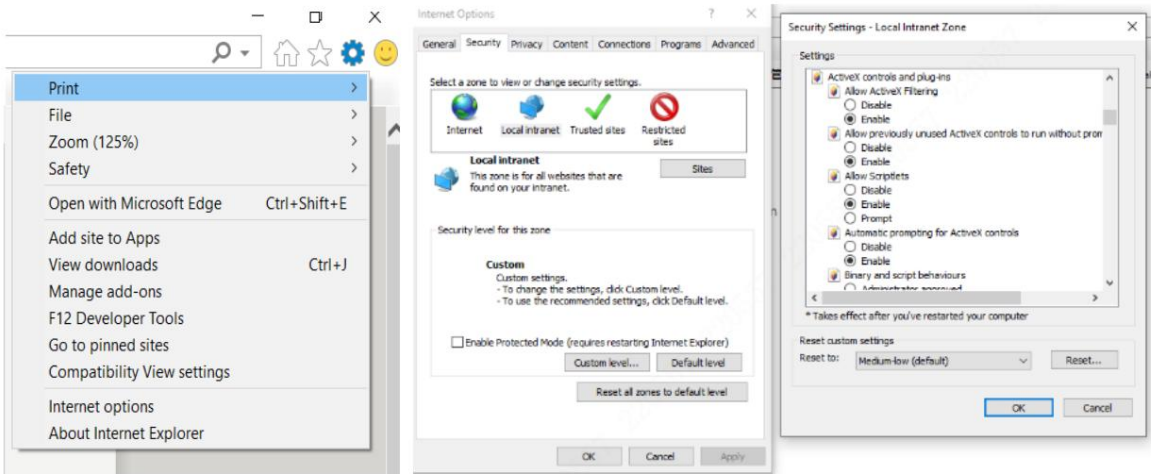 Print
File
Zoom (125%)
Safety
Open with Microsoft Edge Ctrl+Shift+E
Add site to Apps
View downloads Ctrl+J
Manage add-ons
F12 Developer Tools
Go to pinned sites
Compatibility View settings
Internet options
About Internet Explorer
Internet Options
General Security Privacy Content Connections Programs Advanced
Select a zone to view or change security settings.
Internet Local intranet Trusted sites Restricted
sites
Local intranet
This zone is for all websites that are
found on your intranet.
Sites
Security level for this zone
Custom
Custom settings.
- To change the settings, click Custom level.
- To use the recommended settings, click Default level.
Enable Protected Mode (requires restarting Internet Explorer)
Custom level... Default level
Reset all zones to default level
OK Cancel Apply
Security Settings - Local Intranet Zone
Settings
ActiveX controls and plug-ins
Allow ActiveX Filtering
Disable
Enable
Allow previously unused ActiveX controls to run without pron
Disable
Enable
Allow Scriptlets
Disable
Enable
Prompt
Automatic prompting for ActiveX controls
Disable
Enable
Binary and script behaviours
Administrator approved
* Takes effect after you've restarted your computer
Reset custom settings
Reset to: Medium-low (default) Reset...
OK Cancel